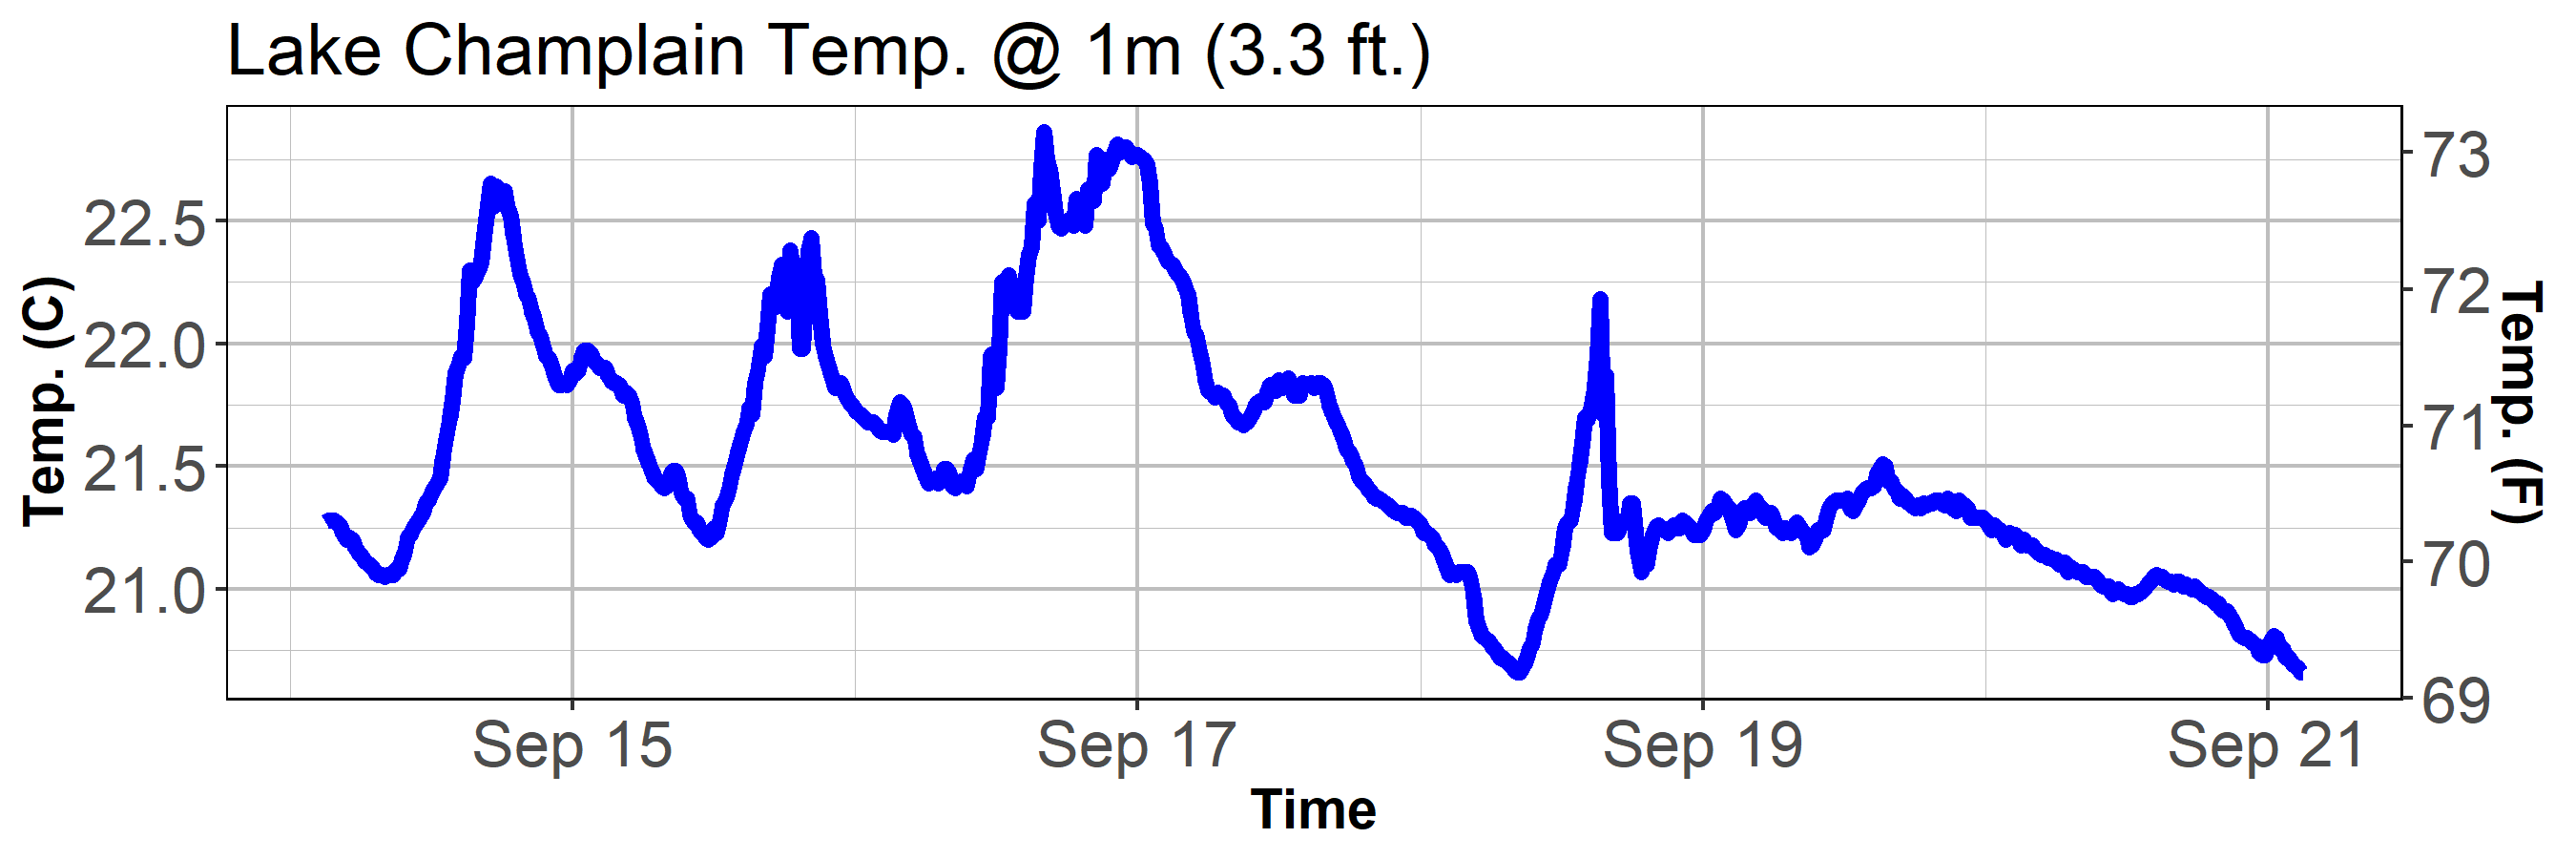 Lake Champlain Temp. @ 1m (3.3 ft.)
Temp. (C)
22.5
22.0
21.5
21.0
73
72
71
70
69
Temp. (F)
Sep 15 Sep 17 Sep 19 Sep 21
Time